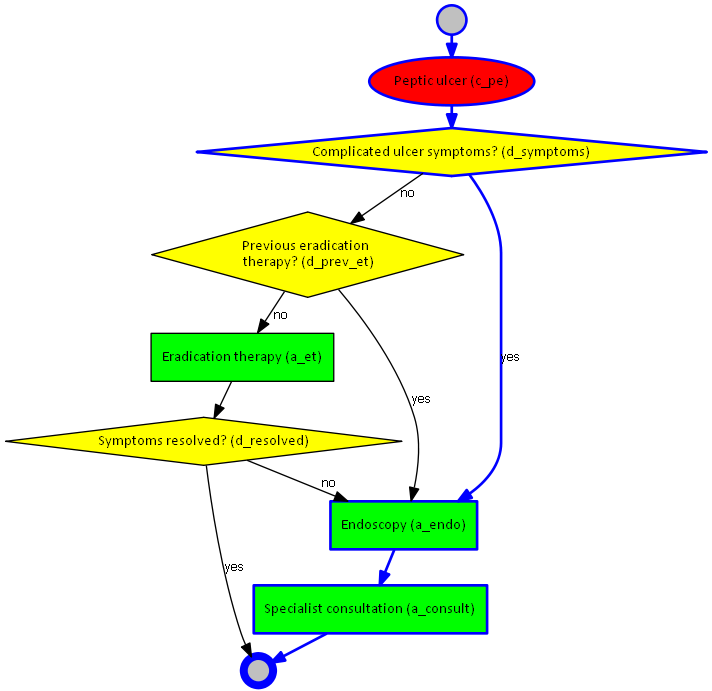 Peptic ulcer (c_pe)
Complicated ulcer symptoms? (d_symptoms)
no
Previous eradication
therapy? (d_prev_et)
no
Eradication therapy (a_et)
yes
yes
Symptoms resolved? (d_resolved)
no
Endoscopy (a_endo)
yes
Specialist consultation (a_consult)